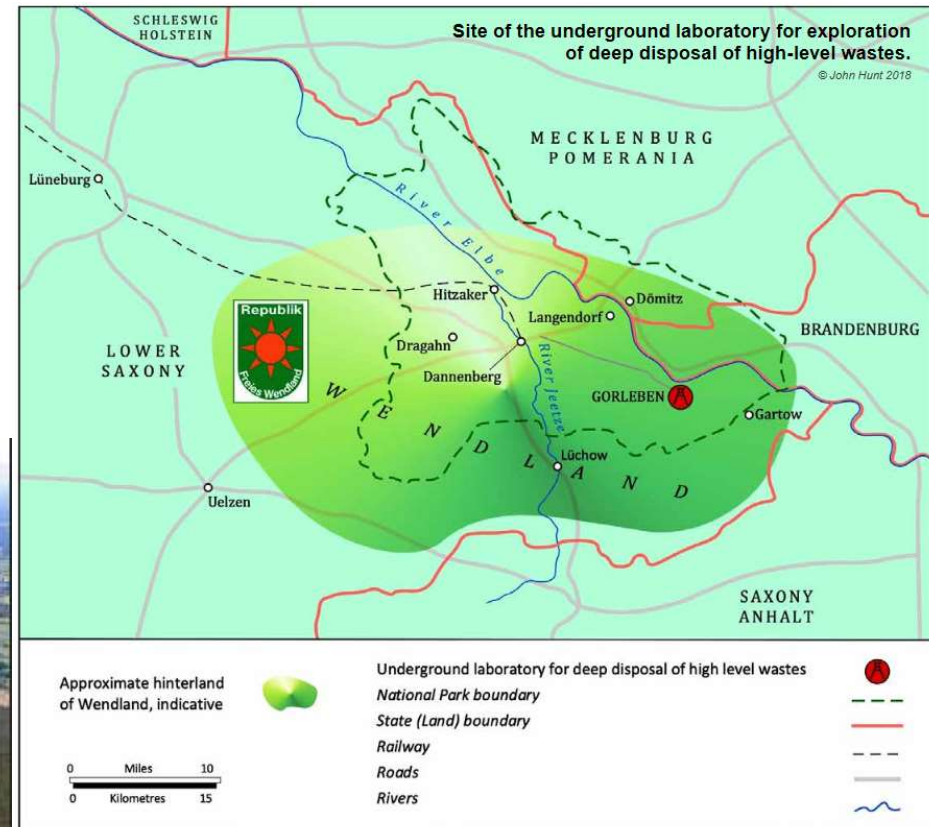 SCHLESWIG
HOLSTEIN
Site of the underground laboratory for exploration
of deep disposal of high-level wastes.
© John Hunt 2018
MECKLENBURG
POMERANIA
Lüneburg
River Elbe
Hitzaker
Dömitz
Langendorf
Republik
Freies Wendland
Dragahn
BRANDENBURG
LOWER
SAXONY
Dannenberg
River Jeetze
GORLEBEN
Gartow
WENDLAND
Lüchow
Uelzen
SAXONY
ANHALT
Approximate hinterland
of Wendland, indicative
0 Miles 10
0 Kilometres 15
Underground laboratory for deep disposal of high level wastes
National Park boundary
State (Land) boundary
Railway
Roads
Rivers